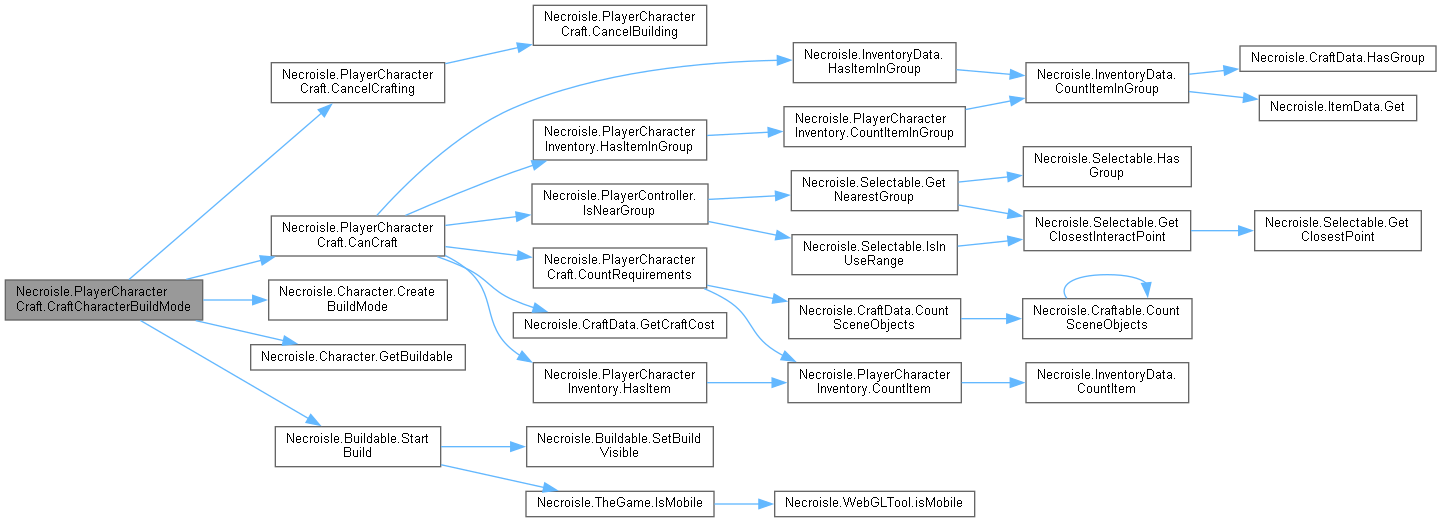 Necroisle.PlayerCharacter
Craft.CraftCharacterBuildMode
Necroisle.PlayerCharacter
Craft.CancelCrafting
Necroisle.PlayerCharacter
Craft.CancelBuilding
Necroisle.PlayerCharacter
Craft.CanCraft
Necroisle.InventoryData.
HasItemInGroup
Necroisle.InventoryData.
CountItemInGroup
Necroisle.CraftData.HasGroup
Necroisle.ItemData.Get
Necroisle.PlayerCharacter
Inventory.HasItemInGroup
Necroisle.PlayerCharacter
Inventory.CountItemInGroup
Necroisle.PlayerController.
IsNearGroup
Necroisle.Selectable.Get
NearestGroup
Necroisle.Selectable.Has
Group
Necroisle.Selectable.Get
ClosestInteractPoint
Necroisle.Selectable.Get
ClosestPoint
Necroisle.Selectable.IsIn
UseRange
Necroisle.PlayerCharacter
Craft.CountRequirements
Necroisle.CraftData.Count
SceneObjects
Necroisle.Craftable.Count
SceneObjects
Necroisle.CraftData.GetCraftCost
Necroisle.PlayerCharacter
Inventory.HasItem
Necroisle.PlayerCharacter
Inventory.CountItem
Necroisle.InventoryData.
CountItem
Necroisle.Character.Create
BuildMode
Necroisle.Character.GetBuildable
Necroisle.Buildable.Start
Build
Necroisle.Buildable.SetBuild
Visible
Necroisle.TheGame.IsMobile
Necroisle.WebGLTool.isMobile